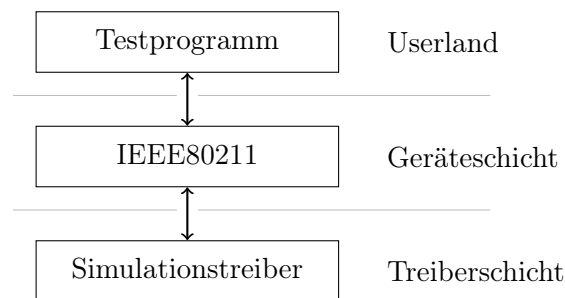 Testprogramm Userland
IEEE80211 Geräteschicht
Simulationstreiber Treiberschicht